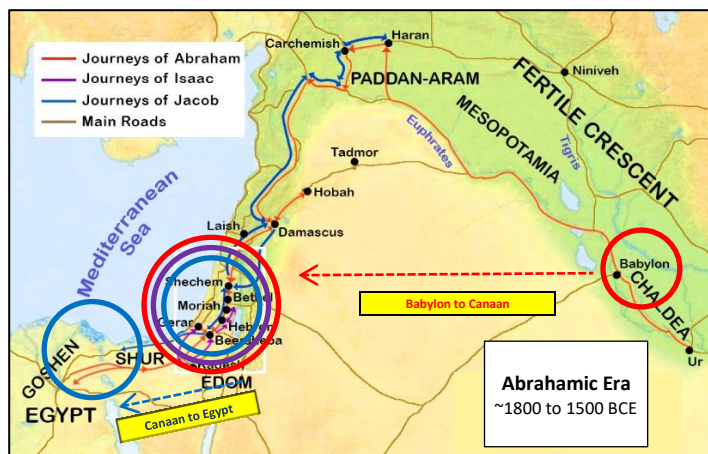 Journeys of Abraham
Journeys of Isaac
Journeys of Jacob
Main Roads
Carchemish
Haran
PADDAN-ARAM
Niniveh
FERTILE CRESCENT
MESOPOTAMIA
Euphrates
Tigris
Tadmor
Hobah
Mediterranean
Sea
Laish
Damascus
Shechem
Bethel
Moriah
Gerar
Hebron
Beersheba
Babylon
CHALDEA
Ur
Babylon to Canaan
GOSHEN
SHUR
Kadesh
EDOM
EGYPT
Canaan to Egypt
Abrahamic Era
~1800 to 1500 BCE